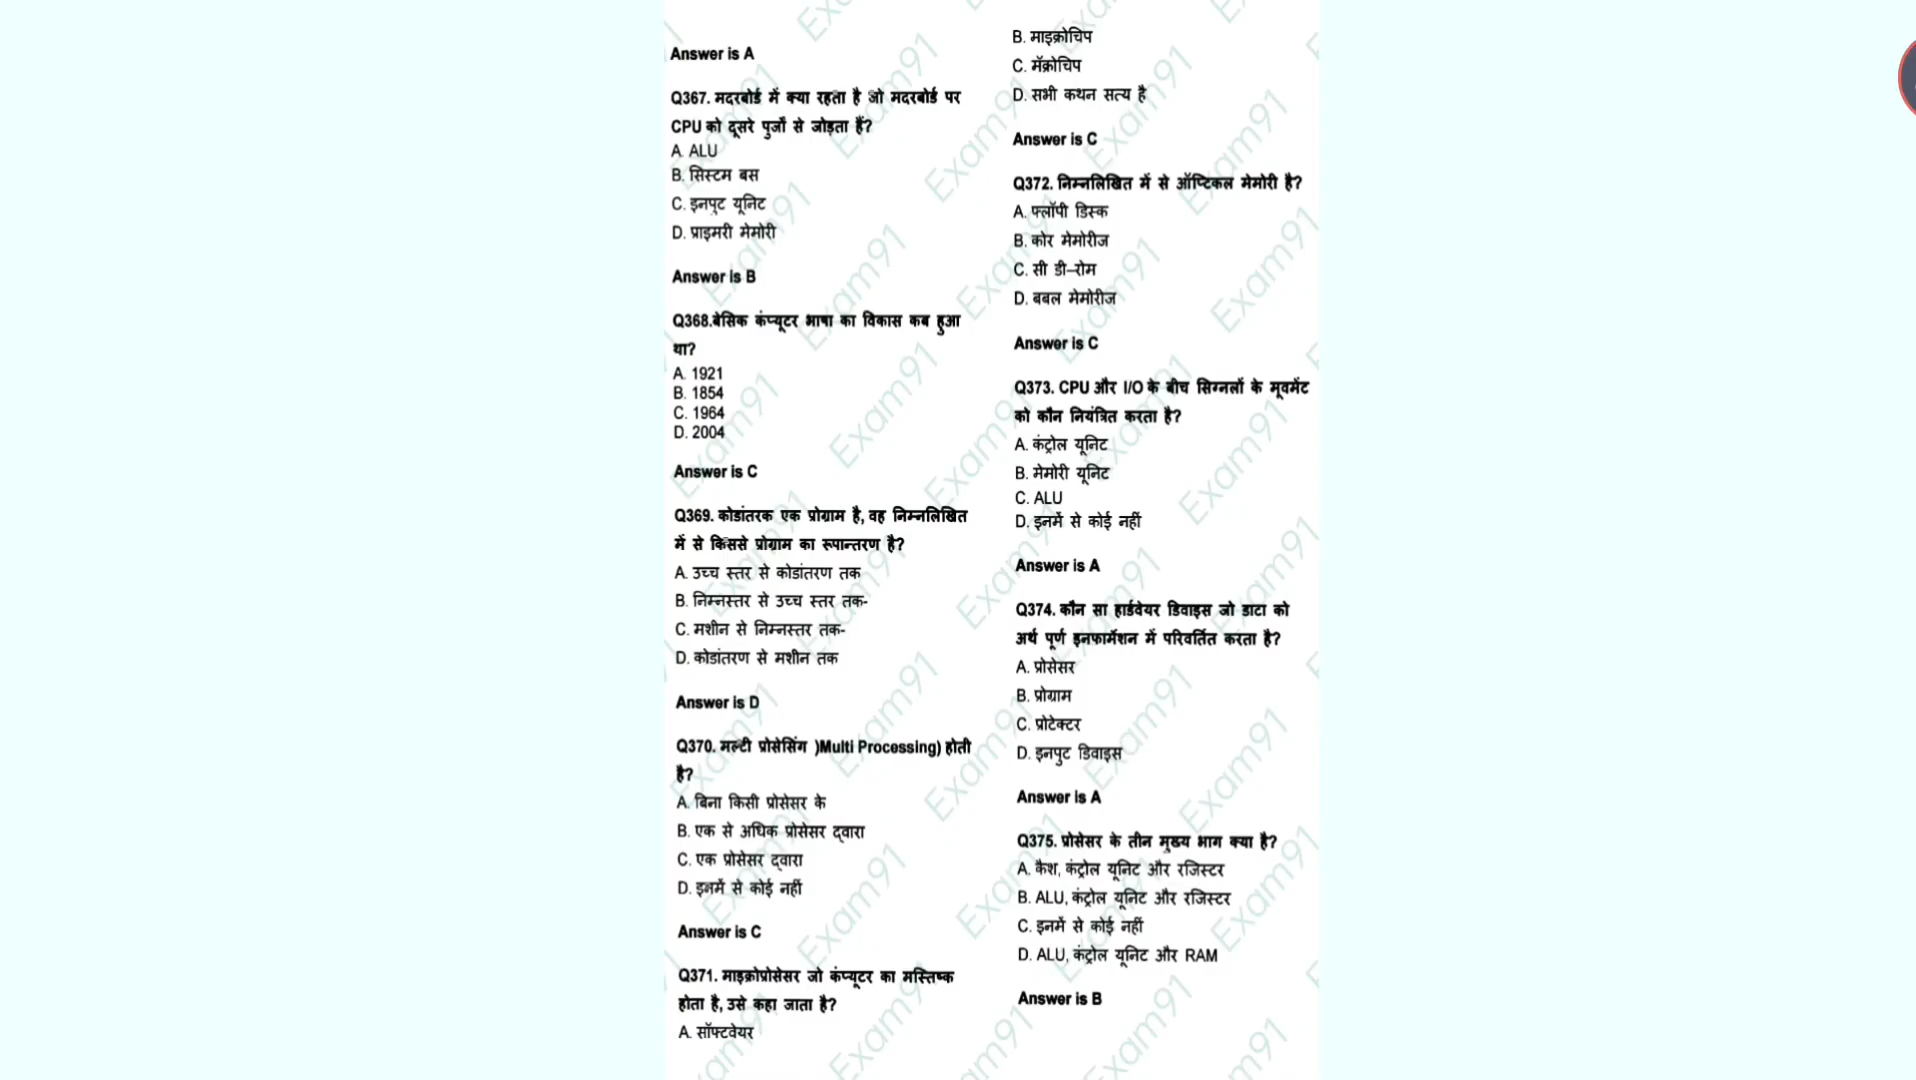 Answer is A
Q367. मदरबोर्ड में क्या रहता है जो मदरबोर्ड पर
CPU को दूसरे पुर्जों से जोड़ता हैं?
A. ALU
B. सिस्टम बस
C. इनपुट यूनिट
D. प्राइमरी मेमोरी
Answer is B
Q368.बेसिक कंप्यूटर भाषा का विकास कब हुआ
था?
A. 1921
B. 1854
C. 1964
D. 2004
Answer is C
Q369. कोडांतरक एक प्रोग्राम है, वह निम्नलिखित
में से किससे प्रोग्राम का रूपान्तरण है?
A. उच्च स्तर से कोडांतरण तक
B. निम्नस्तर से उच्च स्तर तक-
C. मशीन से निम्नस्तर तक-
D. कोडांतरण से मशीन तक
Answer is D
Q370. मल्टी प्रोसेसिंग )Multi Processing) होती
है?
A. बिना किसी प्रोसेसर के
B. एक से अधिक प्रोसेसर द्वारा
C. एक प्रोसेसर द्वारा
D. इनमें से कोई नहीं
Answer is C
Q371. माइक्रोप्रोसेसर जो कंप्यूटर का मस्तिष्क
होता है, उसे कहा जाता है?
A. सॉफ्टवेयर
B. माइक्रोचिप
C. मॅक्रोचिप
D. सभी कथन सत्य है
Answer is C
Q372. निम्नलिखित में से ऑप्टिकल मेमोरी है?
A. फ्लॉपी डिस्क
B. कोर मेमोरीज
C. सी डी–रोम
D. बबल मेमोरीज
Answer is C
Q373. CPU और I/O के बीच सिग्नलों के मूवमेंट
को कौन नियंत्रित करता है?
A. कंट्रोल यूनिट
B. मेमोरी यूनिट
C. ALU
D. इनमें से कोई नहीं
Answer is A
Q374. कौन सा हार्डवेयर डिवाइस जो डाटा को
अर्थ पूर्ण इनफार्मेशन में परिवर्तित करता है?
A. प्रोसेसर
B. प्रोग्राम
C. प्रोटेक्टर
D. इनपुट डिवाइस
Answer is A
Q375. प्रोसेसर के तीन मुख्य भाग क्या है?
A. कैश, कंट्रोल यूनिट और रजिस्टर
B. ALU, कंट्रोल यूनिट और रजिस्टर
C. इनमें से कोई नहीं
D. ALU, कंट्रोल यूनिट और RAM
Answer is B
Exam91